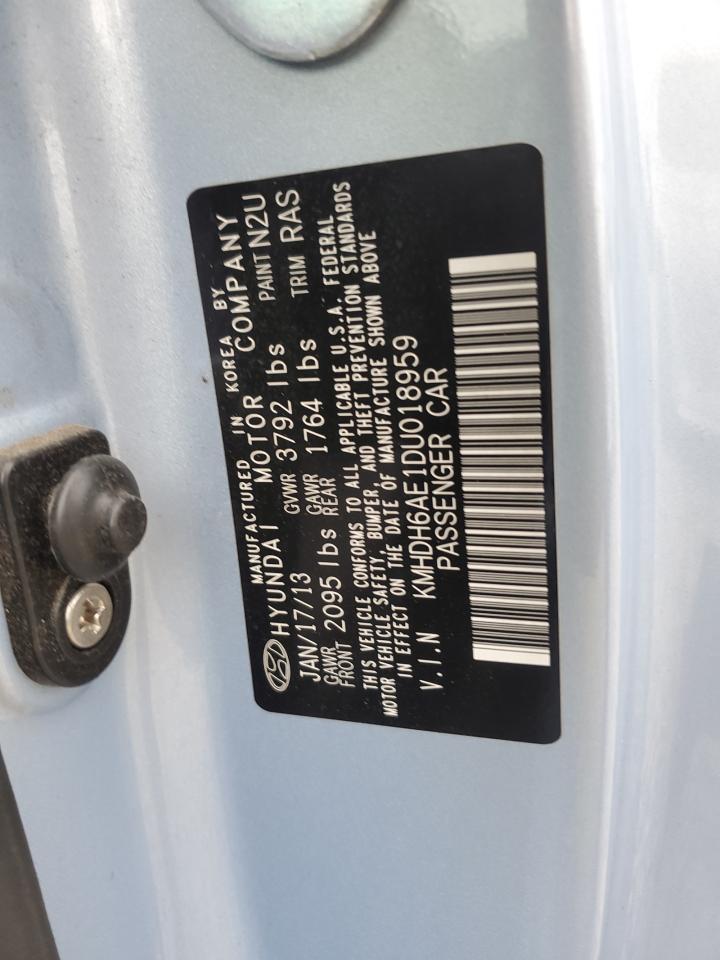 MANUFACTURED IN KOREA BY
HYUNDAI MOTOR COMPANY
JAN/17/13 GVWR 3792 lbs PAINT N2U
GAWR FRONT 2095 lbs GAWR REAR 1764 lbs TRIM RAS
THIS VEHICLE CONFORMS TO ALL APPLICABLE U.S.A. FEDERAL
MOTOR VEHICLE SAFETY, BUMPER, AND THEFT PREVENTION STANDARDS
IN EFFECT ON THE DATE OF MANUFACTURE SHOWN ABOVE
V.I.N KMHDH6AE1DU018959
PASSENGER CAR